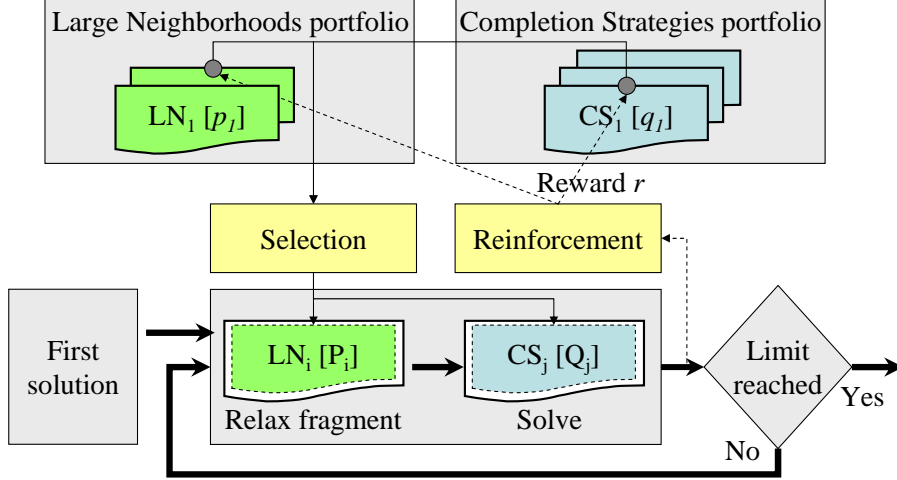 Large Neighborhoods portfolio
Completion Strategies portfolio
LN₁ [p₁]
CS₁ [q₁]
Reward r
Selection
Reinforcement
First
solution
LNᵢ [Pᵢ]
CSⱼ [Qⱼ]
Relax fragment
Solve
Limit
reached
Yes
No